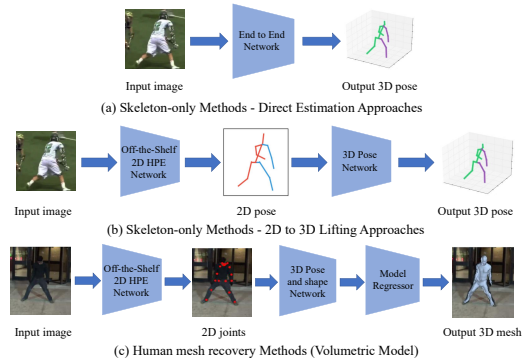 End to End
Network
Input image
Output 3D pose
(a) Skeleton-only Methods - Direct Estimation Approaches
Off-the-Shelf
2D HPE
Network
3D Pose
Network
Input image
2D pose
Output 3D pose
(b) Skeleton-only Methods - 2D to 3D Lifting Approaches
Off-the-Shelf
2D HPE
Network
3D Pose
and shape
Network
Model
Regressor
Input image
2D joints
Output 3D mesh
(c) Human mesh recovery Methods (Volumetric Model)